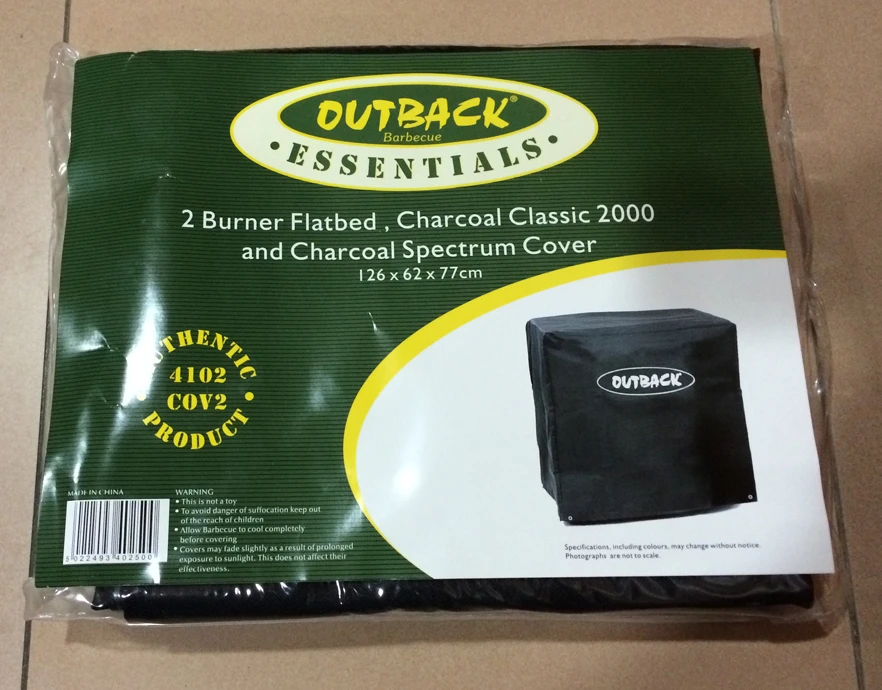 OUTBACK®
Barbecue
• ESSENTIALS •
2 Burner Flatbed , Charcoal Classic 2000
and Charcoal Spectrum Cover
126 x 62 x 77cm
AUTHENTIC
4102
COV2
• PRODUCT •
OUTBACK
MADE IN CHINA
5 022493 402500
WARNING
• This is not a toy
• To avoid danger of suffocation keep out
of the reach of children
• Allow Barbecue to cool completely
before covering
• Covers may fade slightly as a result of prolonged
exposure to sunlight. This does not affect their
effectiveness.
Specifications, including colours, may change without notice.
Photographs are not to scale.